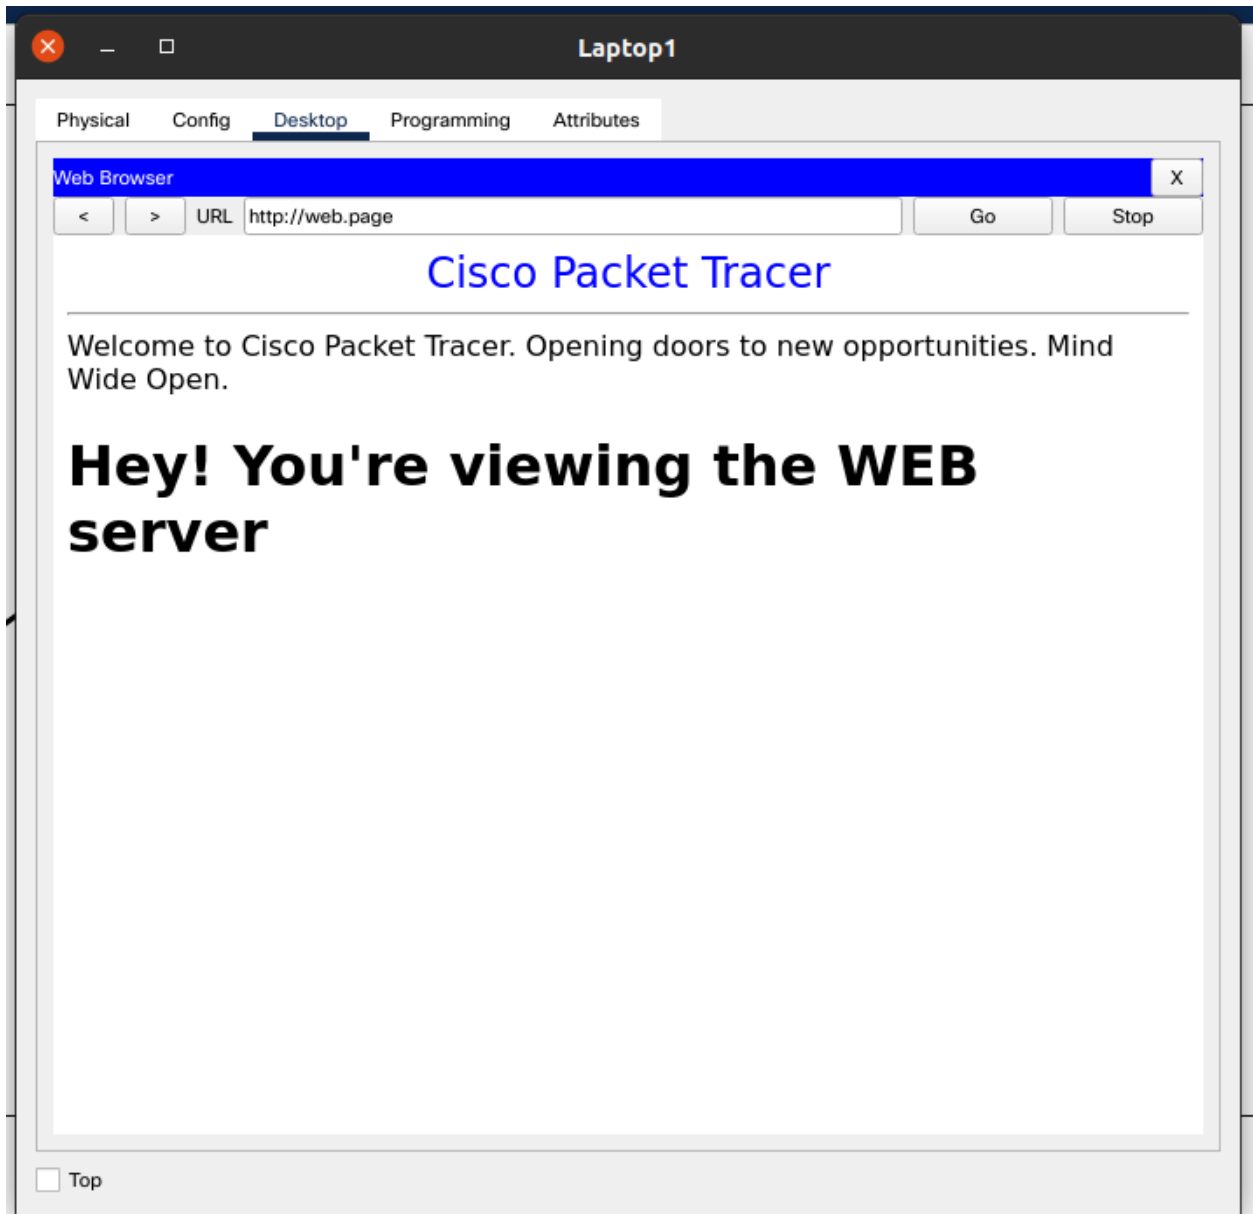 Laptop1
Physical Config Desktop Programming Attributes
Web Browser X
< > URL http://web.page Go Stop
Cisco Packet Tracer
Welcome to Cisco Packet Tracer. Opening doors to new opportunities. Mind
Wide Open.
Hey! You're viewing the WEB
server
Top